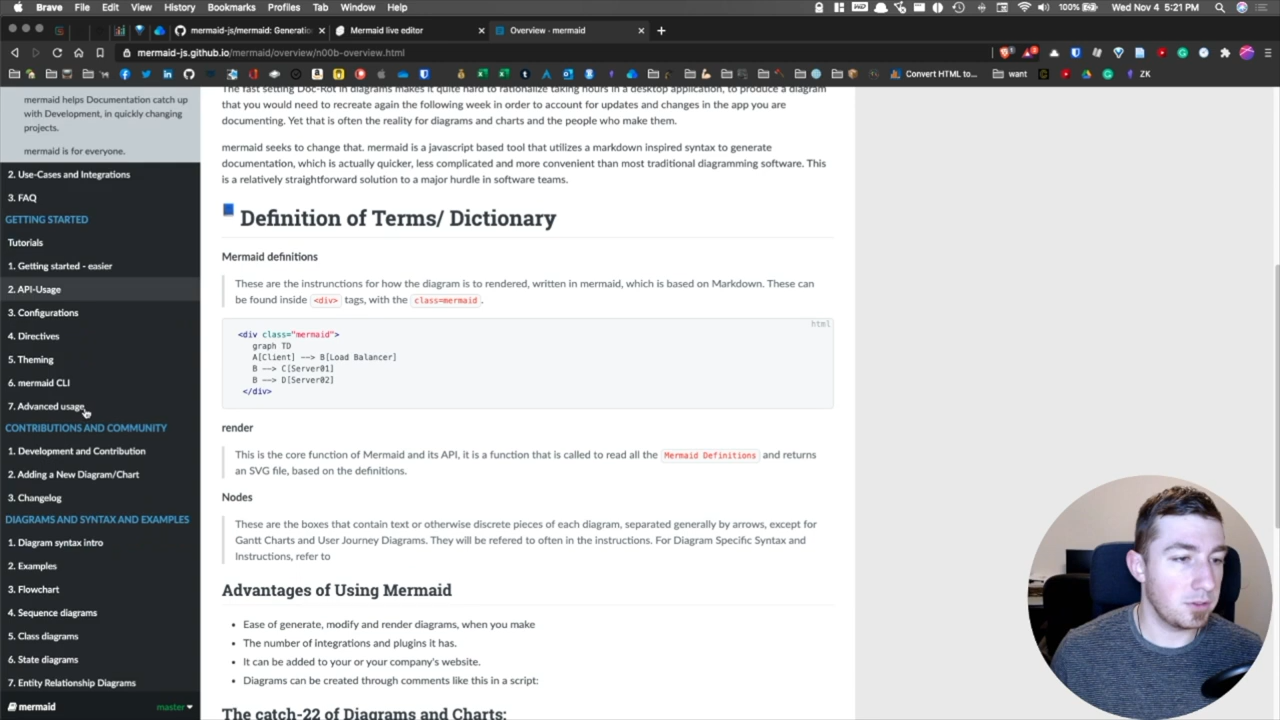 Brave File Edit View History Bookmarks Profiles Tab Window Help 100% Wed Nov 4 5:21 PM
mermaid-js/mermaid: Generatio Mermaid live editor Overview - mermaid
mermaid-js.github.io/mermaid/overview/n00b-overview.html
Convert HTML to... want ZK
mermaid helps Documentation catch up
with Development, in quickly changing
projects.
mermaid is for everyone.
2. Use-Cases and Integrations
3. FAQ
GETTING STARTED
Tutorials
1. Getting started - easier
2. API-Usage
3. Configurations
4. Directives
5. Theming
6. mermaid CLI
7. Advanced usage
CONTRIBUTIONS AND COMMUNITY
1. Development and Contribution
2. Adding a New Diagram/Chart
3. Changelog
DIAGRAMS AND SYNTAX AND EXAMPLES
1. Diagram syntax intro
2. Examples
3. Flowchart
4. Sequence diagrams
5. Class diagrams
6. State diagrams
7. Entity Relationship Diagrams
mermaid master
The fast setting Doc-Rot in diagrams makes it quite hard to rationalize taking hours in a desktop application, to produce a diagram
that you would need to recreate again the following week in order to account for updates and changes in the app you are
documenting. Yet that is often the reality for diagrams and charts and the people who make them.
mermaid seeks to change that. mermaid is a javascript based tool that utilizes a markdown inspired syntax to generate
documentation, which is actually quicker, less complicated and more convenient than most traditional diagramming software. This
is a relatively straightforward solution to a major hurdle in software teams.
Definition of Terms/ Dictionary
Mermaid definitions
These are the instrunctions for how the diagram is to rendered, written in mermaid, which is based on Markdown. These can
be found inside <div> tags, with the class=mermaid.
html
<div class="mermaid">
graph TD
A[Client] --> B[Load Balancer]
B --> C[Server01]
B --> D[Server02]
</div>
render
This is the core function of Mermaid and its API, it is a function that is called to read all the Mermaid Definitions and returns
an SVG file, based on the definitions.
Nodes
These are the boxes that contain text or otherwise discrete pieces of each diagram, separated generally by arrows, except for
Gantt Charts and User Journey Diagrams. They will be refered to often in the instructions. For Diagram Specific Syntax and
Instructions, refer to
Advantages of Using Mermaid
Ease of generate, modify and render diagrams, when you make
The number of integrations and plugins it has.
It can be added to your or your company's website.
Diagrams can be created through comments like this in a script:
The catch-22 of Diagrams and Charts: